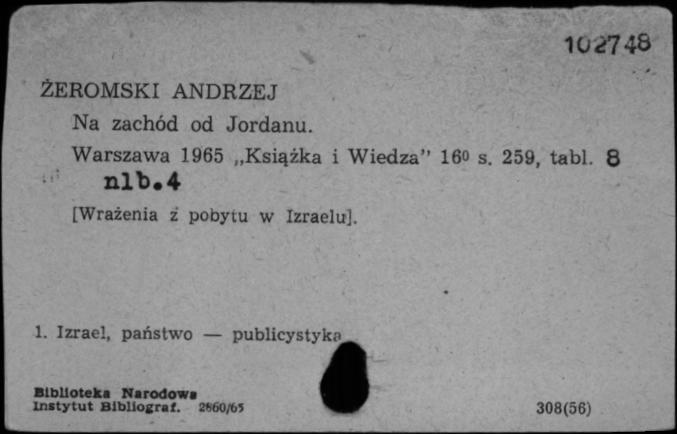 102748
ŻEROMSKI ANDRZEJ
Na zachód od Jordanu.
Warszawa 1965 „Książka i Wiedza” 16⁰ s. 259, tabl. 8
nlb.4
[Wrażenia z pobytu w Izraelu].
1. Izrael, państwo — publicystyka
Biblioteka Narodowa
Instytut Bibliograf. 2860/65
308(56)